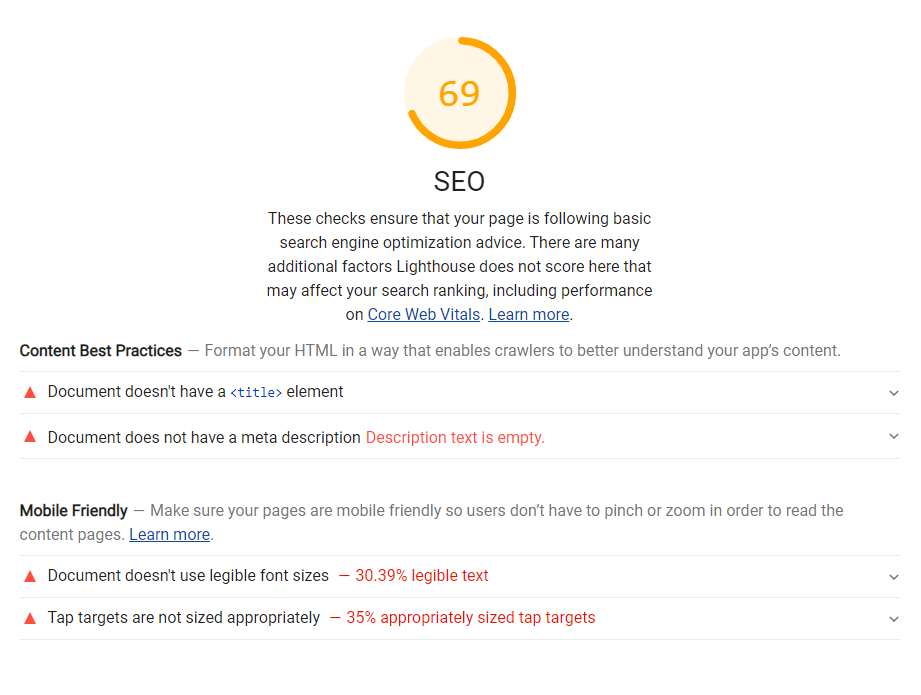 69
SEO
These checks ensure that your page is following basic
search engine optimization advice. There are many
additional factors Lighthouse does not score here that
may affect your search ranking, including performance
on Core Web Vitals. Learn more.
Content Best Practices — Format your HTML in a way that enables crawlers to better understand your app’s content.
Document doesn't have a <title> element
Document does not have a meta description Description text is empty.
Mobile Friendly — Make sure your pages are mobile friendly so users don’t have to pinch or zoom in order to read the
content pages. Learn more.
Document doesn't use legible font sizes — 30.39% legible text
Tap targets are not sized appropriately — 35% appropriately sized tap targets